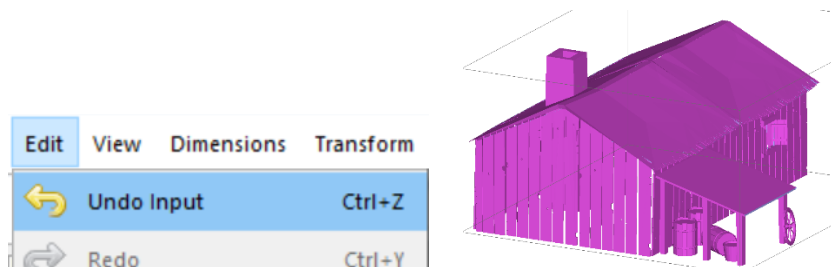 Edit View Dimensions Transform
Undo Input Ctrl+Z
Redo Ctrl+Y